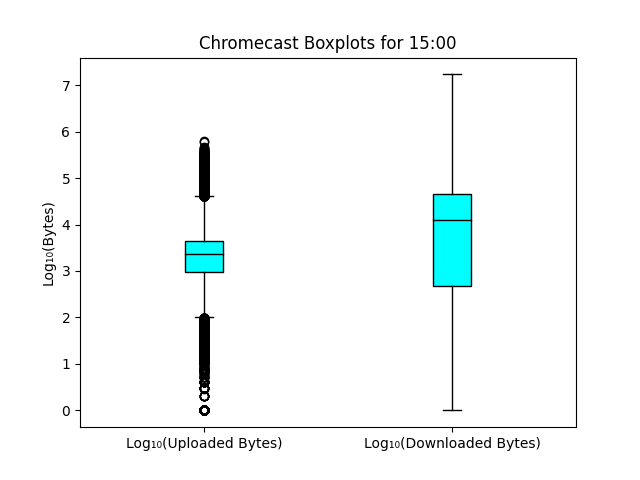 Chromecast Boxplots for 15:00
Log₁₀(Bytes)
7
6
5
4
3
2
1
0
Log₁₀(Uploaded Bytes)
Log₁₀(Downloaded Bytes)